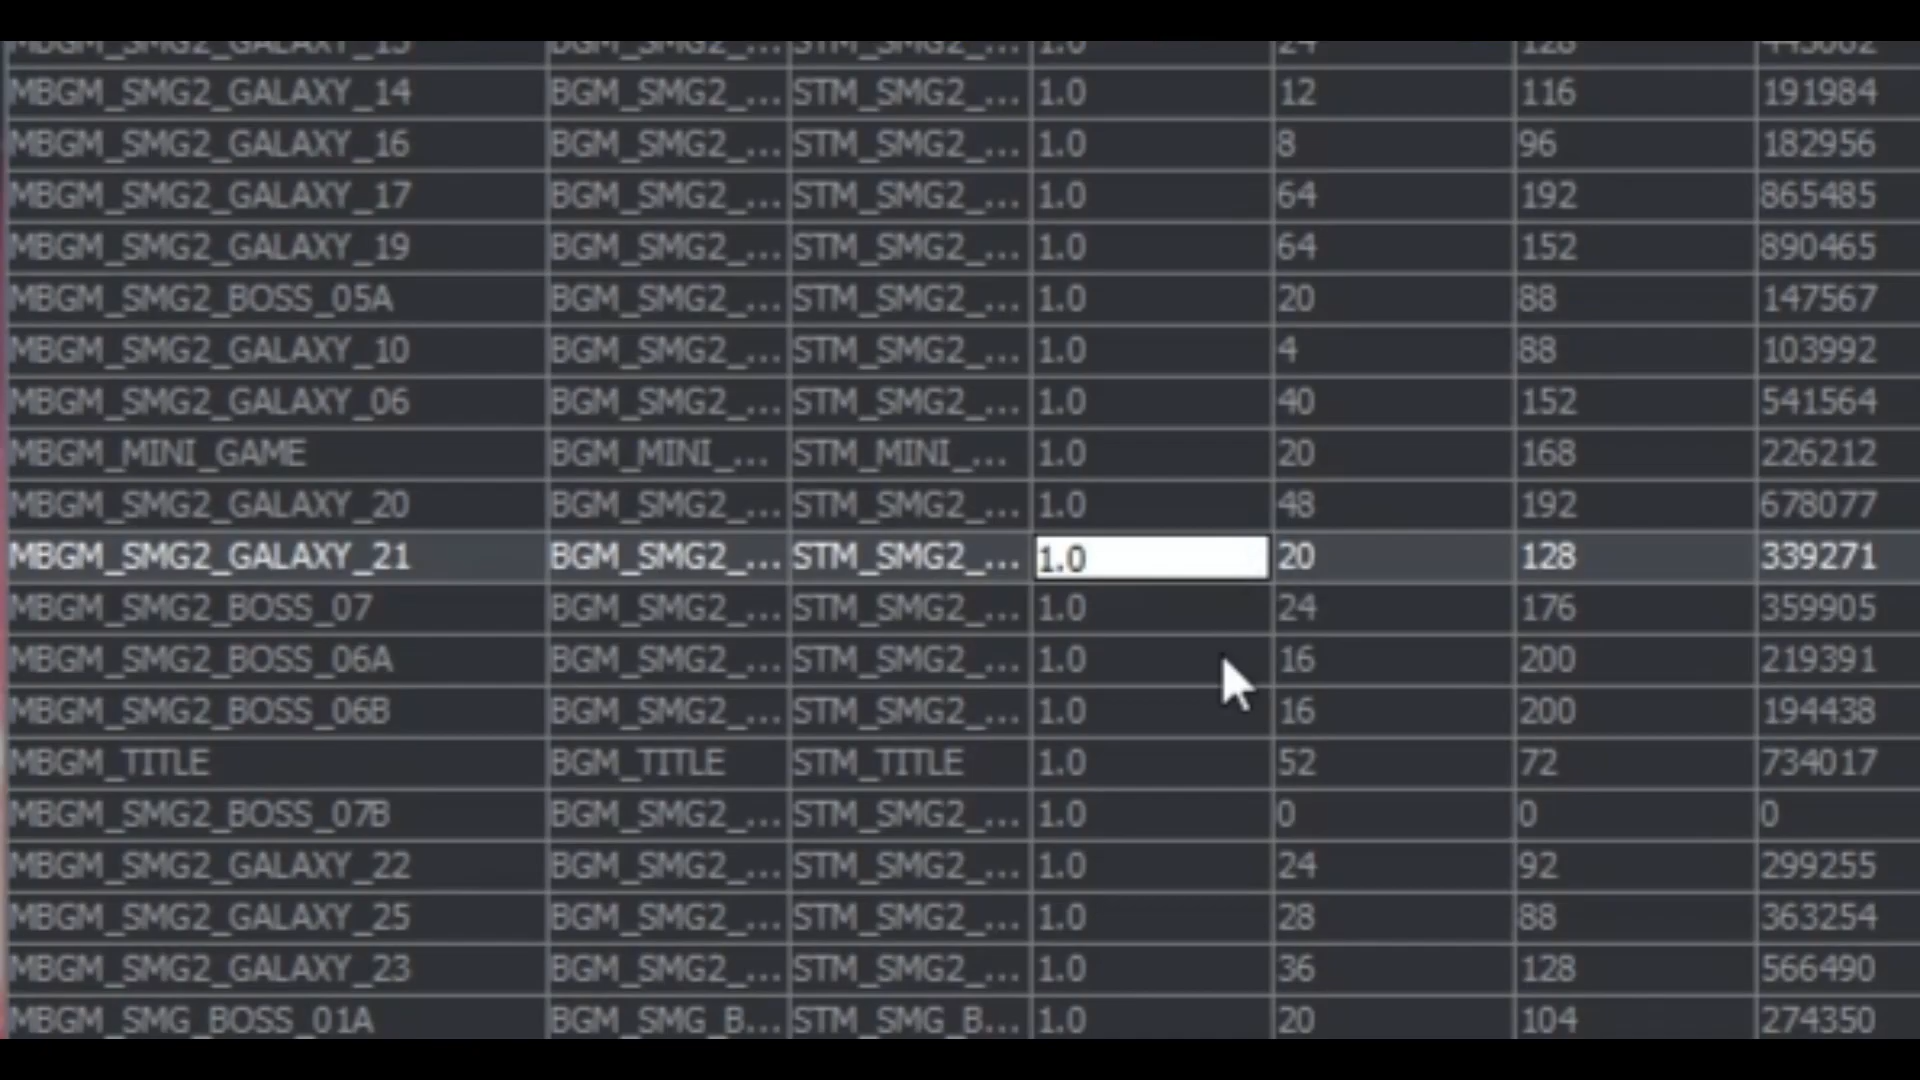 MBGM_SMG2_GALAXY_13 BGM_SMG2_... STM_SMG2_... 1.0 24 128
MBGM_SMG2_GALAXY_14 BGM_SMG2_... STM_SMG2_... 1.0 12 116 191984
MBGM_SMG2_GALAXY_16 BGM_SMG2_... STM_SMG2_... 1.0 8 96 182956
MBGM_SMG2_GALAXY_17 BGM_SMG2_... STM_SMG2_... 1.0 64 192 865485
MBGM_SMG2_GALAXY_19 BGM_SMG2_... STM_SMG2_... 1.0 64 152 890465
MBGM_SMG2_BOSS_05A BGM_SMG2_... STM_SMG2_... 1.0 20 88 147567
MBGM_SMG2_GALAXY_10 BGM_SMG2_... STM_SMG2_... 1.0 4 88 103992
MBGM_SMG2_GALAXY_06 BGM_SMG2_... STM_SMG2_... 1.0 40 152 541564
MBGM_MINI_GAME BGM_MINI_... STM_MINI_... 1.0 20 168 226212
MBGM_SMG2_GALAXY_20 BGM_SMG2_... STM_SMG2_... 1.0 48 192 678077
MBGM_SMG2_GALAXY_21 BGM_SMG2_... STM_SMG2_... 1.0 20 128 339271
MBGM_SMG2_BOSS_07 BGM_SMG2_... STM_SMG2_... 1.0 24 176 359905
MBGM_SMG2_BOSS_06A BGM_SMG2_... STM_SMG2_... 1.0 16 200 219391
MBGM_SMG2_BOSS_06B BGM_SMG2_... STM_SMG2_... 1.0 16 200 194438
MBGM_TITLE BGM_TITLE STM_TITLE 1.0 52 72 734017
MBGM_SMG2_BOSS_07B BGM_SMG2_... STM_SMG2_... 1.0 0 0 0
MBGM_SMG2_GALAXY_22 BGM_SMG2_... STM_SMG2_... 1.0 24 92 299255
MBGM_SMG2_GALAXY_25 BGM_SMG2_... STM_SMG2_... 1.0 28 88 363254
MBGM_SMG2_GALAXY_23 BGM_SMG2_... STM_SMG2_... 1.0 36 128 566490
MBGM_SMG_BOSS_01A BGM_SMG_B... STM_SMG_B... 1.0 20 104 274350